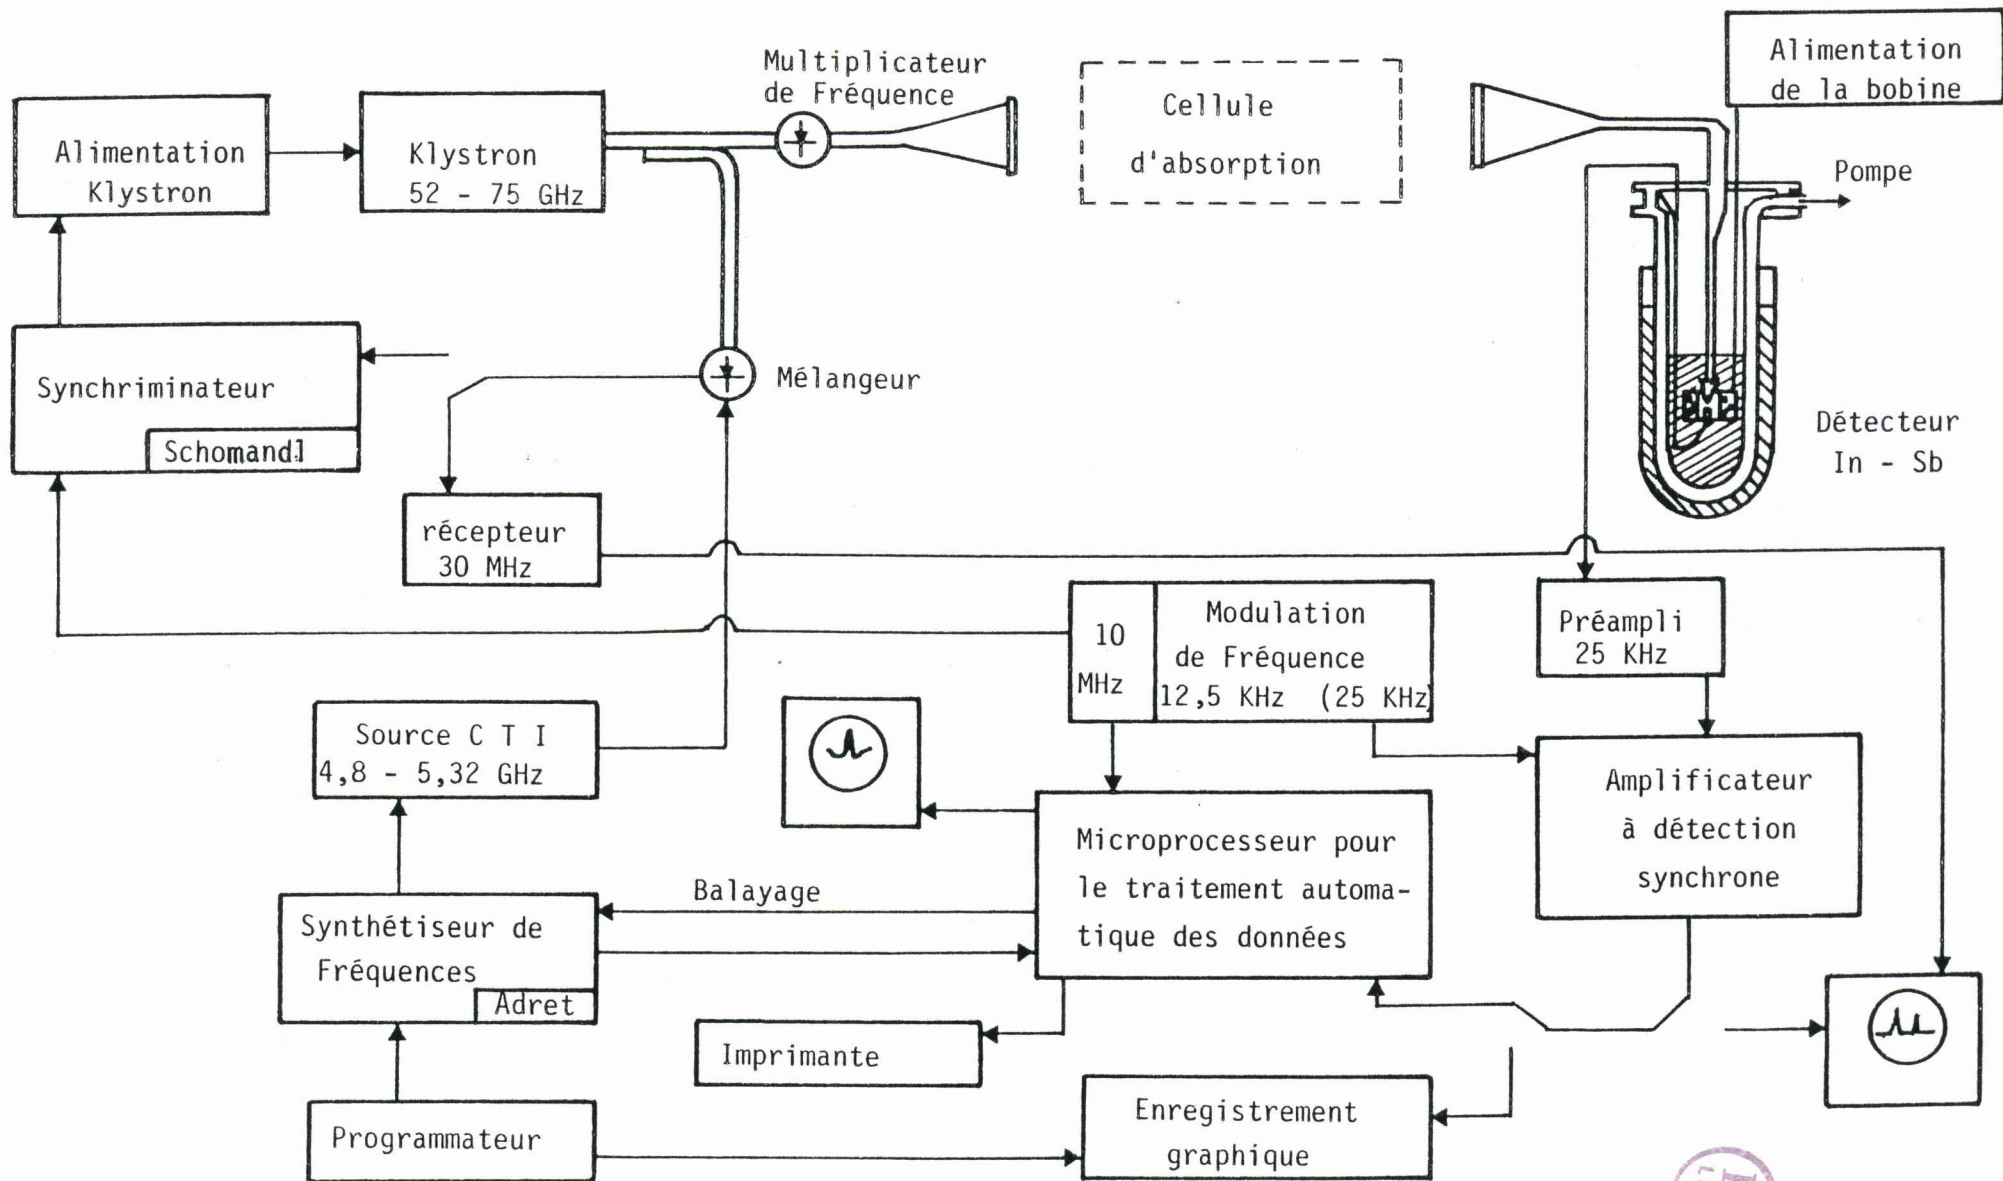 Alimentation
de la bobine
Multiplicateur
de Fréquence
Alimentation
Klystron
Klystron
52 - 75 GHz
Cellule
d'absorption
Pompe
Synchriminateur
Schomandl
Mélangeur
Détecteur
In - Sb
récepteur
30 MHz
10
MHz
Modulation
de Fréquence
12,5 KHz (25 KHz)
Préampli
25 KHz
Source C T I
4,8 - 5,32 GHz
Amplificateur
à détection
synchrone
Microprocesseur pour
le traitement automa-
tique des données
Balayage
Synthétiseur de
Fréquences
Adret
Imprimante
Programmateur
Enregistrement
graphique